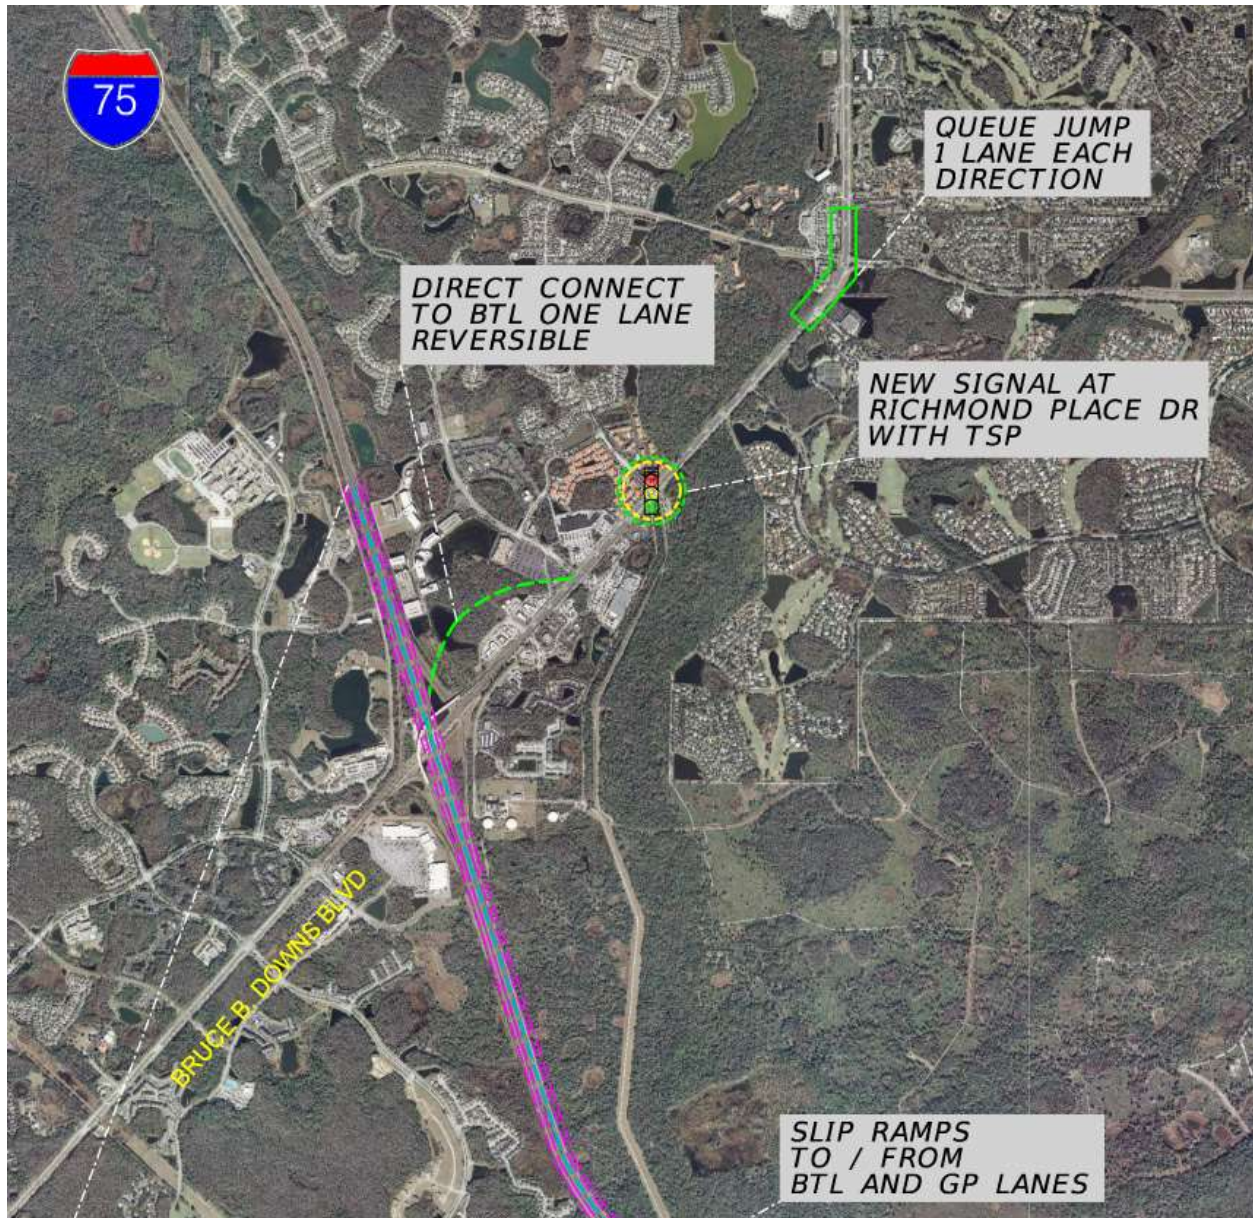 75
QUEUE JUMP
1 LANE EACH
DIRECTION
DIRECT CONNECT
TO BTL ONE LANE
REVERSIBLE
NEW SIGNAL AT
RICHMOND PLACE DR
WITH TSP
BRUCE B. DOWNS BLVD
SLIP RAMPS
TO / FROM
BTL AND GP LANES